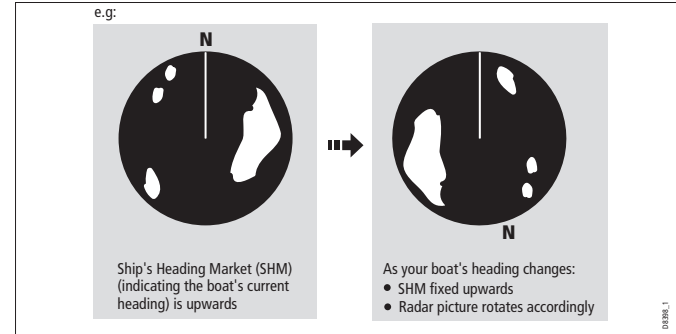 e.g:
N
Ship's Heading Market (SHM)
(indicating the boat's current
heading) is upwards
N
As your boat's heading changes:
• SHM fixed upwards
• Radar picture rotates accordingly
D8398_1